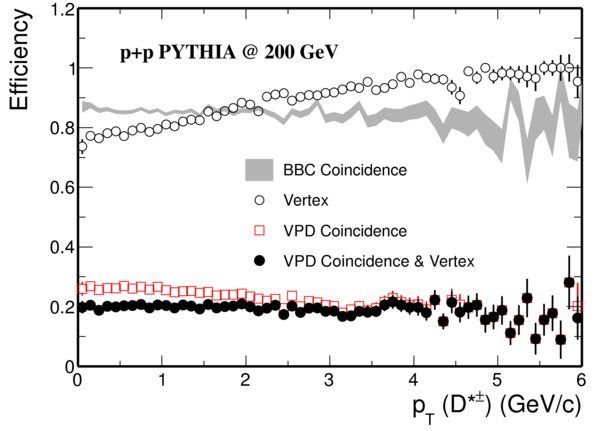 1.2
p+p PYTHIA @ 200 GeV
1
0.8
0.6
0.4
0.2
0
Efficiency
BBC Coincidence
Vertex
VPD Coincidence
VPD Coincidence & Vertex
0 1 2 3 4 5 6
p_T (D*±) (GeV/c)